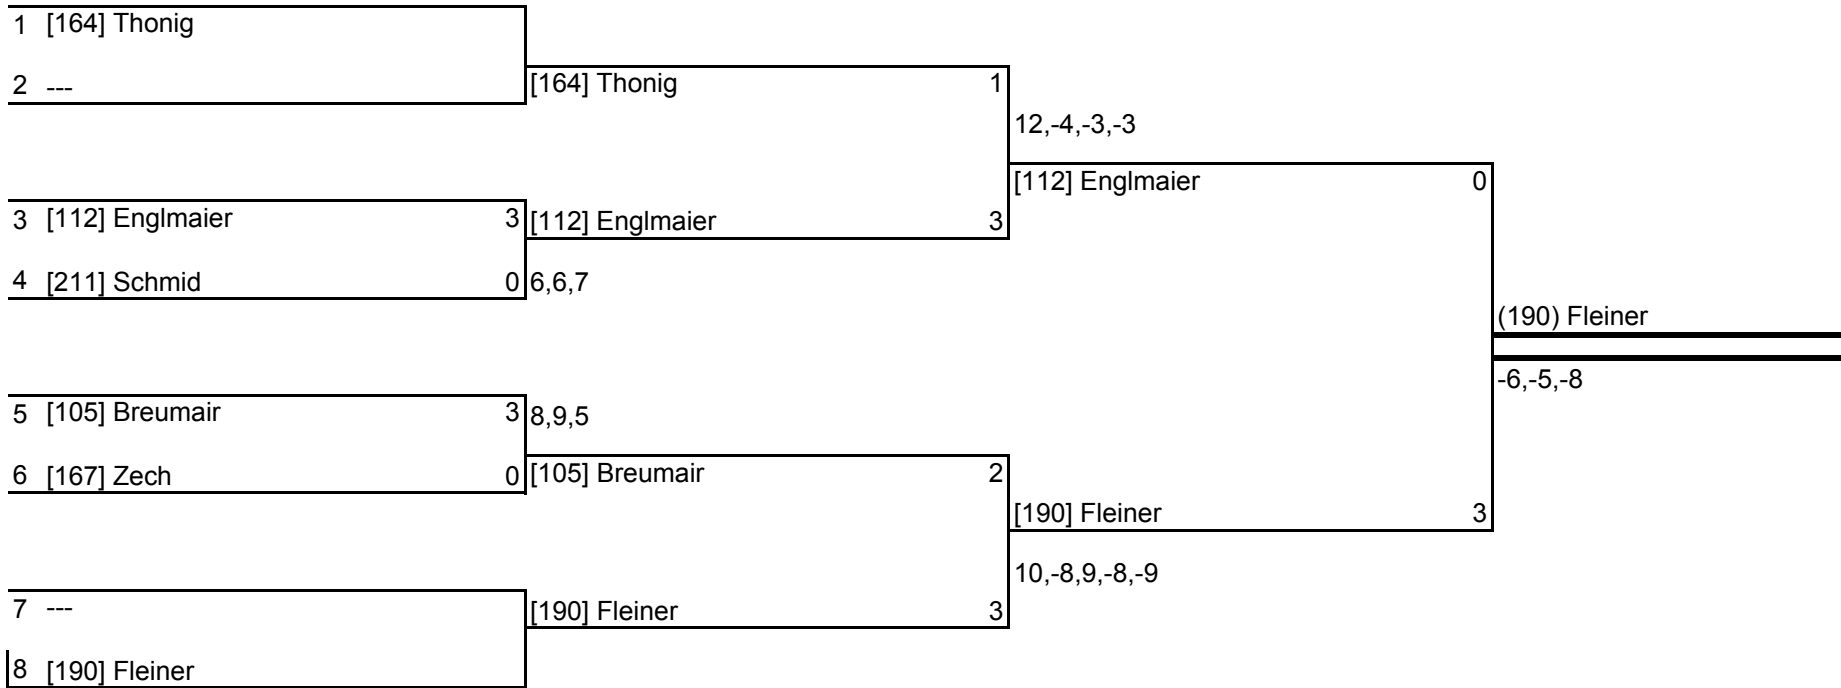 1 [164] Thonig
2 ---
[164] Thonig 1
12,-4,-3,-3
[112] Englmaier 0
3 [112] Englmaier 3
[112] Englmaier 3
4 [211] Schmid 0
6,6,7
(190) Fleiner
-6,-5,-8
5 [105] Breumair 3
8,9,5
6 [167] Zech 0
[105] Breumair 2
[190] Fleiner 3
10,-8,9,-8,-9
7 ---
[190] Fleiner 3
8 [190] Fleiner